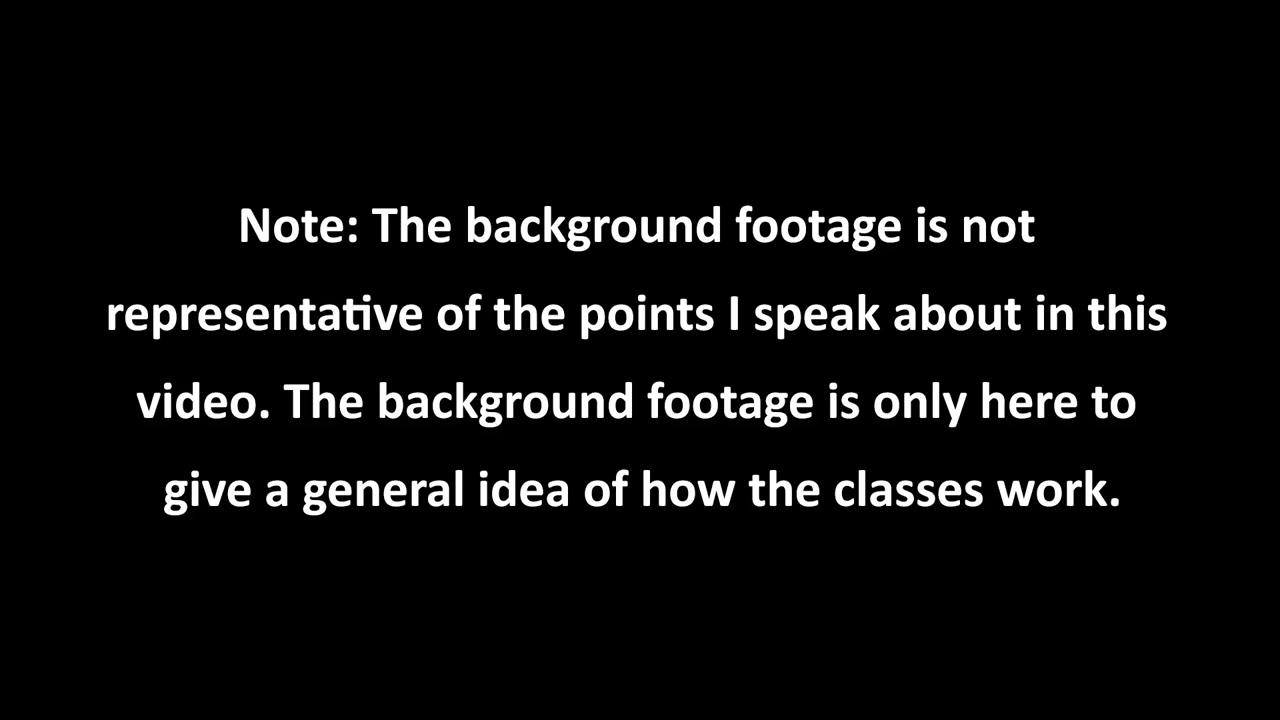 Note: The background footage is not
representative of the points I speak about in this
video. The background footage is only here to
give a general idea of how the classes work.